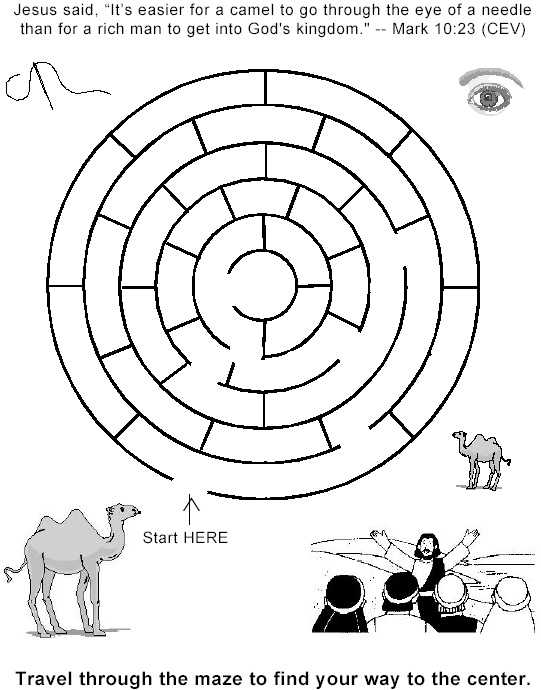 Jesus said, “It's easier for a camel to go through the eye of a needle
than for a rich man to get into God's kingdom." -- Mark 10:23 (CEV)
Start HERE
Travel through the maze to find your way to the center.